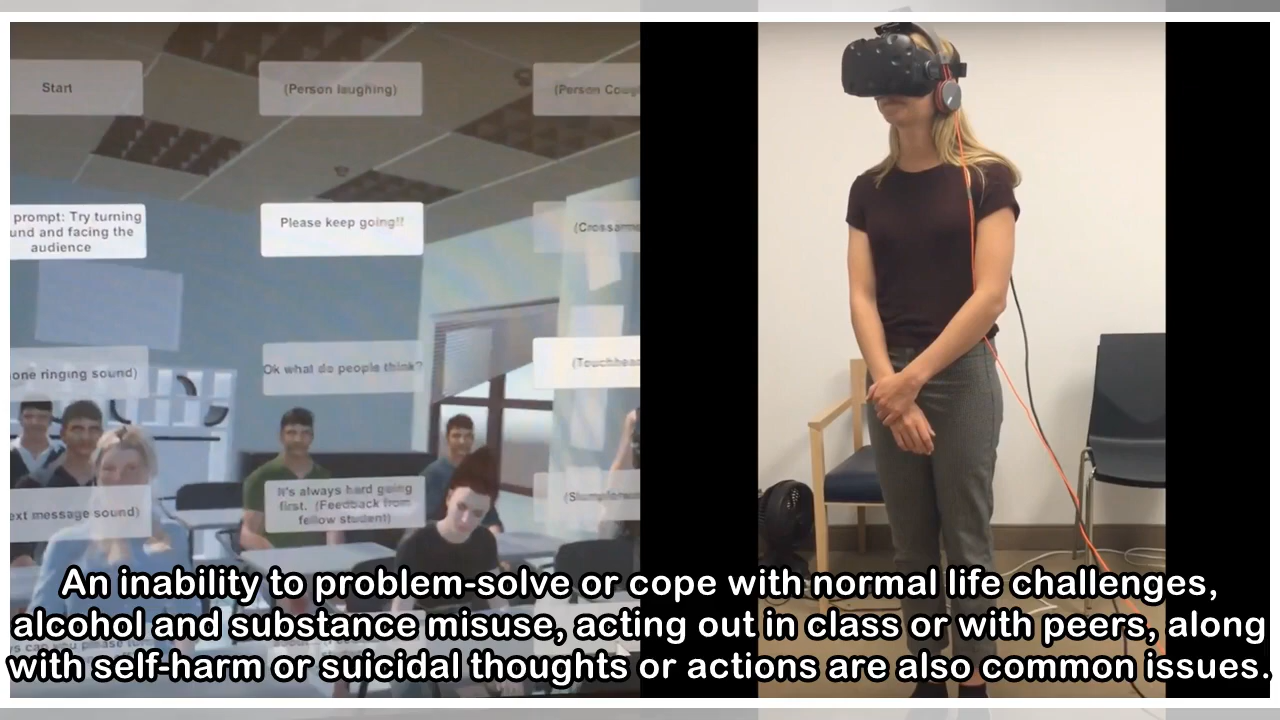 Start
(Person laughing)
(Person
prompt: Try turning
and facing the
audience
Please keep going!!
ringing sound)
Ok what do people think?
message sound)
It's always hard going
first. (Feedback from
fellow student)
An inability to problem-solve or cope with normal life challenges,
alcohol and substance misuse, acting out in class or with peers, along
with self-harm or suicidal thoughts or actions are also common issues.